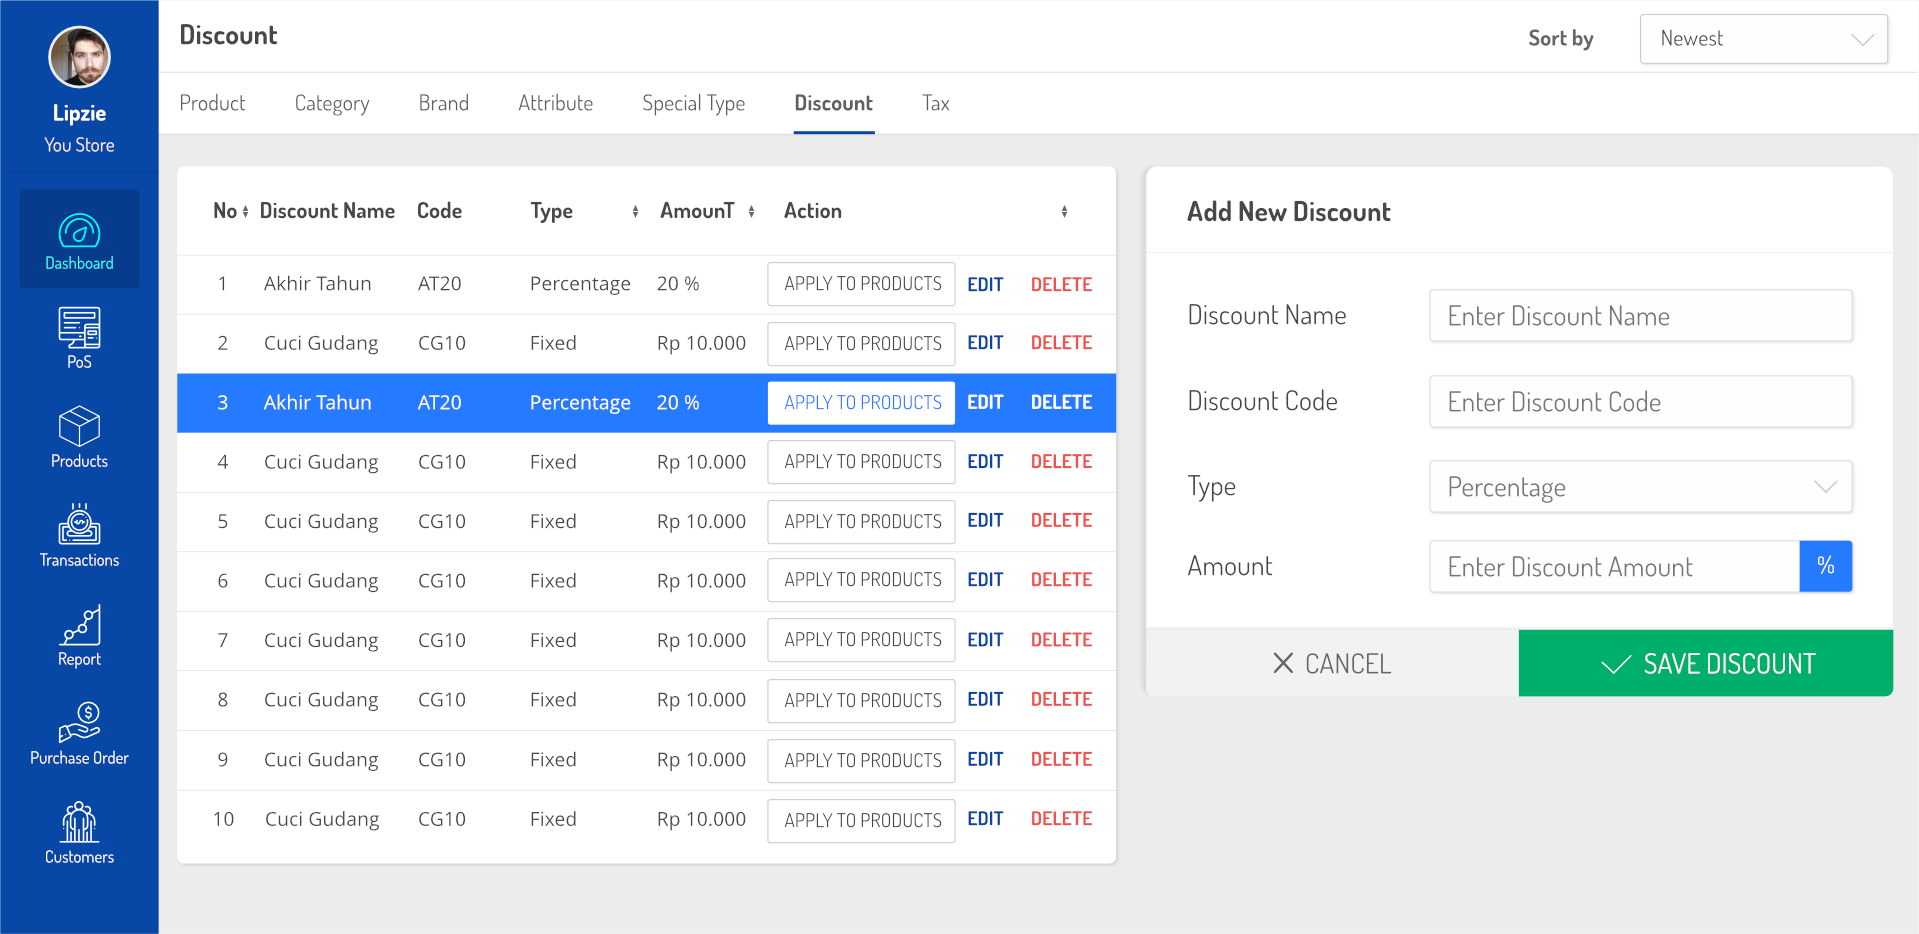 Lipzie
You Store
Dashboard
PoS
Products
Transactions
Report
Purchase Order
Customers
Discount
Sort by Newest
Product Category Brand Attribute Special Type Discount Tax
No Discount Name Code Type AmounT Action
1 Akhir Tahun AT20 Percentage 20 % APPLY TO PRODUCTS EDIT DELETE
2 Cuci Gudang CG10 Fixed Rp 10.000 APPLY TO PRODUCTS EDIT DELETE
3 Akhir Tahun AT20 Percentage 20 % APPLY TO PRODUCTS EDIT DELETE
4 Cuci Gudang CG10 Fixed Rp 10.000 APPLY TO PRODUCTS EDIT DELETE
5 Cuci Gudang CG10 Fixed Rp 10.000 APPLY TO PRODUCTS EDIT DELETE
6 Cuci Gudang CG10 Fixed Rp 10.000 APPLY TO PRODUCTS EDIT DELETE
7 Cuci Gudang CG10 Fixed Rp 10.000 APPLY TO PRODUCTS EDIT DELETE
8 Cuci Gudang CG10 Fixed Rp 10.000 APPLY TO PRODUCTS EDIT DELETE
9 Cuci Gudang CG10 Fixed Rp 10.000 APPLY TO PRODUCTS EDIT DELETE
10 Cuci Gudang CG10 Fixed Rp 10.000 APPLY TO PRODUCTS EDIT DELETE
Add New Discount
Discount Name Enter Discount Name
Discount Code Enter Discount Code
Type Percentage
Amount Enter Discount Amount %
CANCEL SAVE DISCOUNT